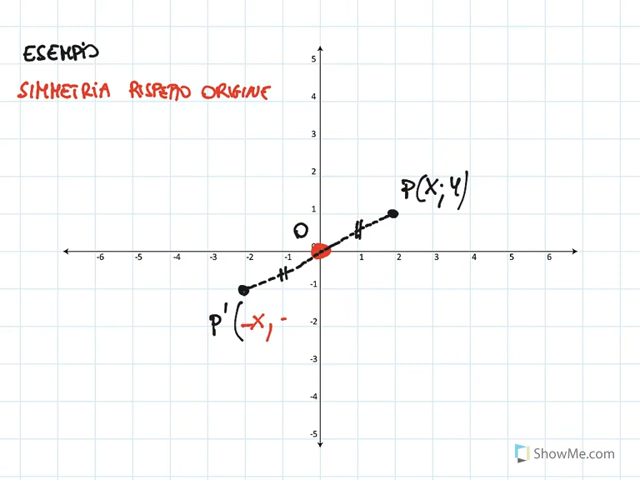 ESEMPIO
SIMMETRIA RISPETTO ORIGINE
5
4
3
2
P(X; Y)
1
O
0
-6 -5 -4 -3 -2 -1 1 2 3 4 5 6
-1
P' (-X, -
-2
-3
-4
-5
ShowMe.com